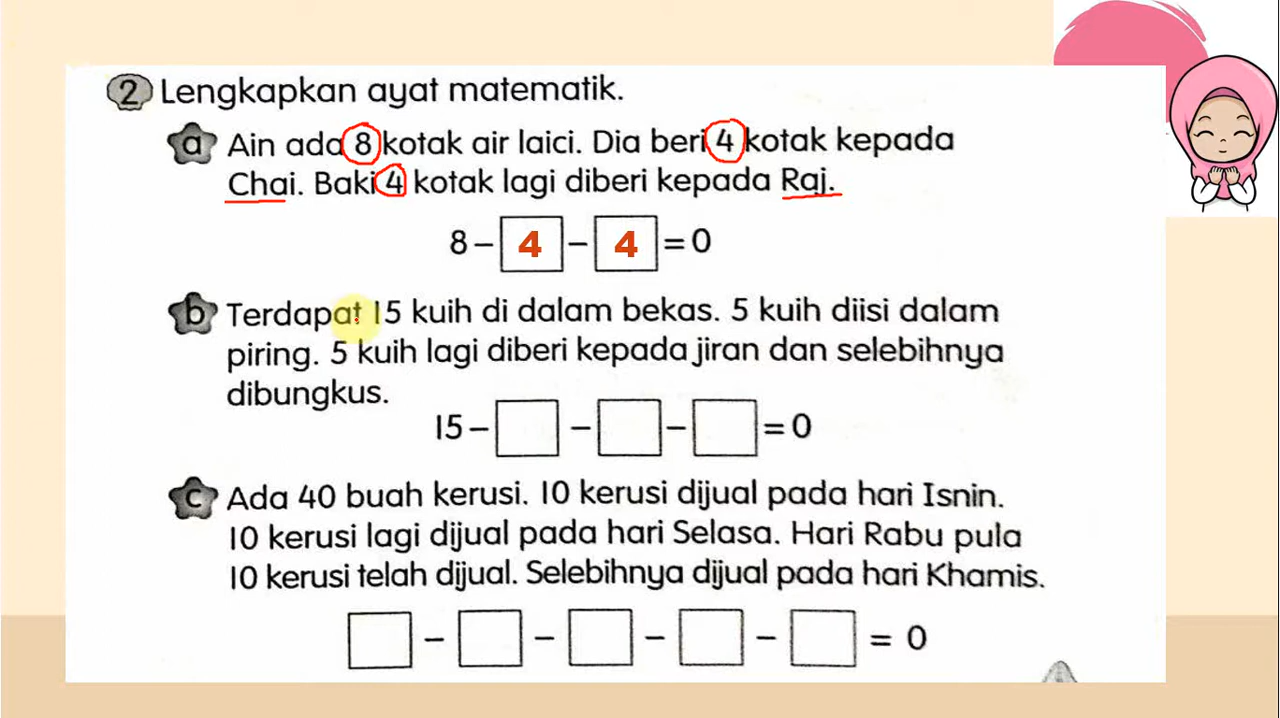 2 Lengkapkan ayat matematik.
a Ain ada 8 kotak air laici. Dia beri 4 kotak kepada
Chai. Baki 4 kotak lagi diberi kepada Raj.
8 – 4 – 4 = 0
b Terdapat 15 kuih di dalam bekas. 5 kuih diisi dalam
piring. 5 kuih lagi diberi kepada jiran dan selebihnya
dibungkus.
15 – – – = 0
c Ada 40 buah kerusi. 10 kerusi dijual pada hari Isnin.
10 kerusi lagi dijual pada hari Selasa. Hari Rabu pula
10 kerusi telah dijual. Selebihnya dijual pada hari Khamis.
– – – – = 0